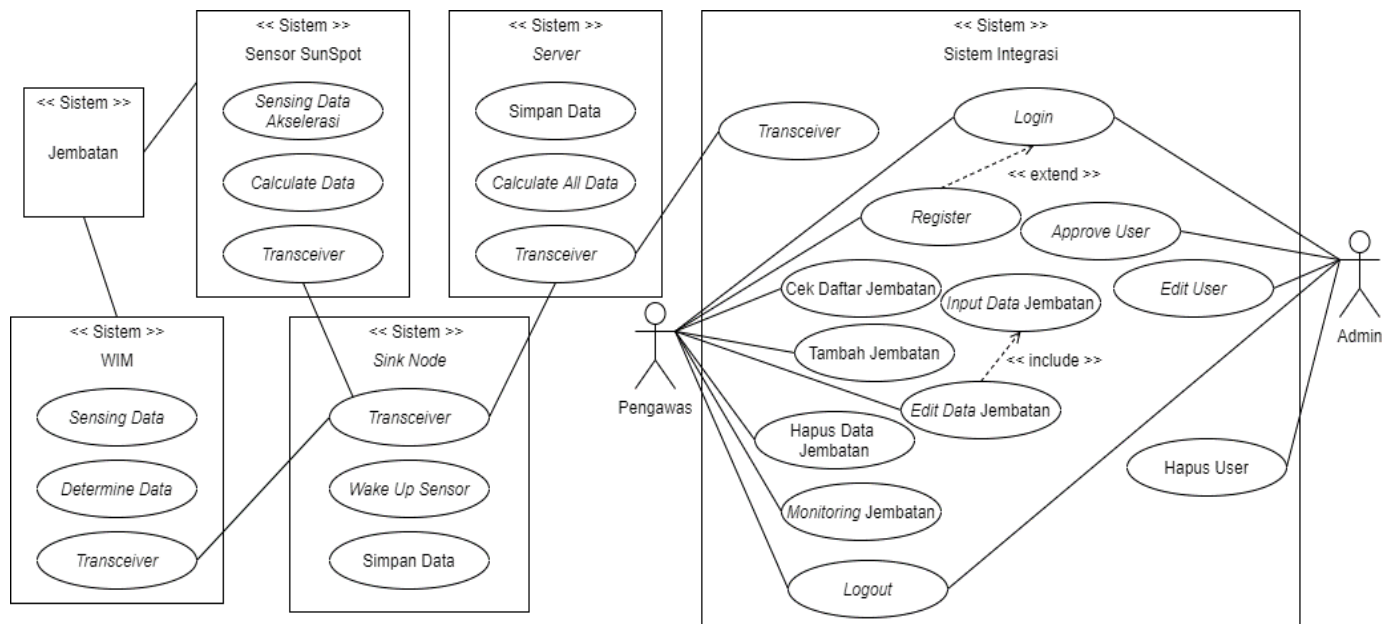 << Sistem >>
Jembatan
<< Sistem >>
Sensor SunSpot
Sensing Data
Akselerasi
Calculate Data
Transceiver
<< Sistem >>
Server
Simpan Data
Calculate All Data
Transceiver
<< Sistem >>
WIM
Sensing Data
Determine Data
Transceiver
<< Sistem >>
Sink Node
Transceiver
Wake Up Sensor
Simpan Data
Pengawas
<< Sistem >>
Sistem Integrasi
Transceiver
Login
<< extend >>
Register
Approve User
Cek Daftar Jembatan
Input Data Jembatan
Edit User
Tambah Jembatan
<< include >>
Edit Data Jembatan
Hapus Data
Jembatan
Hapus User
Monitoring Jembatan
Logout
Admin